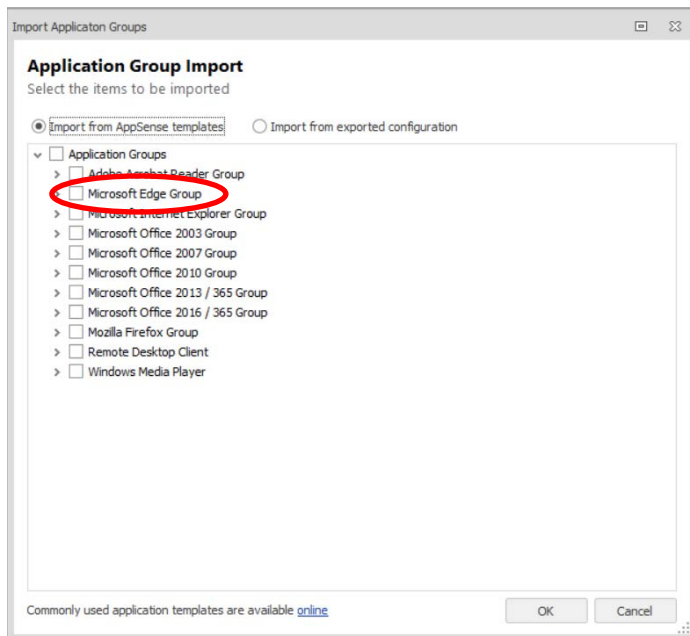 Import Applicaton Groups
Application Group Import
Select the items to be imported
Import from AppSense templates Import from exported configuration
Application Groups
Adobe Acrobat Reader Group
Microsoft Edge Group
Microsoft Internet Explorer Group
Microsoft Office 2003 Group
Microsoft Office 2007 Group
Microsoft Office 2010 Group
Microsoft Office 2013 / 365 Group
Microsoft Office 2016 / 365 Group
Mozilla Firefox Group
Remote Desktop Client
Windows Media Player
Commonly used application templates are available online OK Cancel